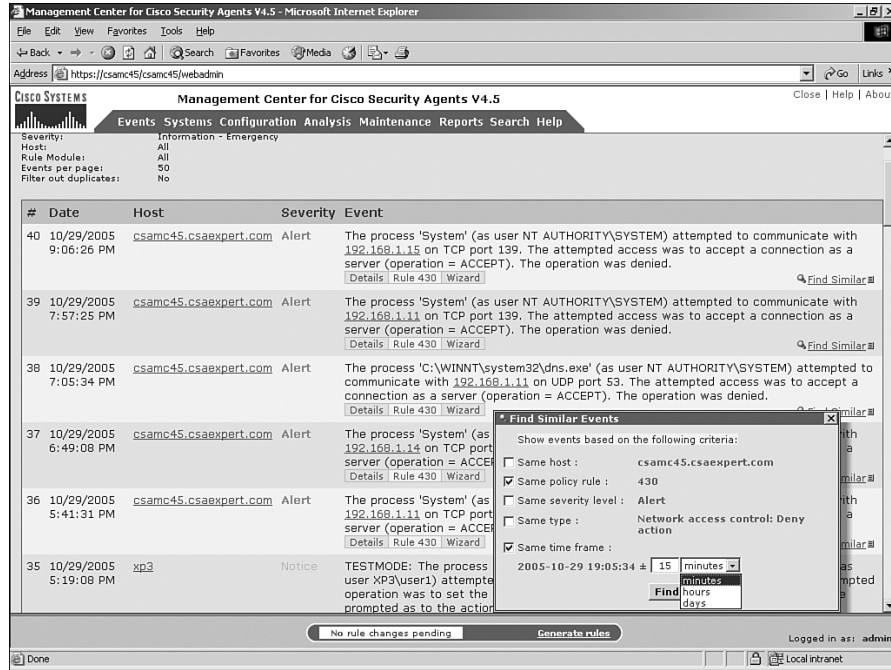 Management Center for Cisco Security Agents V4.5 - Microsoft Internet Explorer
File Edit View Favorites Tools Help
Back Search Favorites Media
Address https://csamc45/csamc45/webadmin Go Links
CISCO SYSTEMS
Management Center for Cisco Security Agents V4.5
Close | Help | About
Events Systems Configuration Analysis Maintenance Reports Search Help
Severity: Information - Emergency
Host: All
Rule Module: All
Events per page: 50
Filter out duplicates: No
# Date Host Severity Event
40 10/29/2005 9:06:26 PM csamc45.csaexpert.com Alert
The process 'System' (as user NT AUTHORITY\SYSTEM) attempted to communicate with
192.168.1.15 on TCP port 139. The attempted access was to accept a connection as a
server (operation = ACCEPT). The operation was denied.
Details Rule 430 Wizard Find Similar
39 10/29/2005 7:57:25 PM csamc45.csaexpert.com Alert
The process 'System' (as user NT AUTHORITY\SYSTEM) attempted to communicate with
192.168.1.11 on TCP port 139. The attempted access was to accept a connection as a
server (operation = ACCEPT). The operation was denied.
Details Rule 430 Wizard Find Similar
38 10/29/2005 7:05:34 PM csamc45.csaexpert.com Alert
The process 'C:\WINNT\system32\dns.exe' (as user NT AUTHORITY\SYSTEM) attempted to
communicate with 192.168.1.11 on UDP port 53. The attempted access was to accept a
connection as a server (operation = ACCEPT). The operation was denied.
Details Rule 430 Wizard
37 10/29/2005 6:49:08 PM csamc45.csaexpert.com Alert
The process 'System' (as
192.168.1.14 on TCP port
server (operation = ACCE
Details Rule 430 Wizard
36 10/29/2005 5:41:31 PM csamc45.csaexpert.com Alert
The process 'System' (as
192.168.1.11 on TCP port
server (operation = ACCE
Details Rule 430 Wizard
35 10/29/2005 5:19:08 PM xp3 Notice
TESTMODE: The process
user XP3\user1) attempte
operation was to set the
prompted as to the action
Find Similar Events
Show events based on the following criteria:
Same host : csamc45.csaexpert.com
Same policy rule : 430
Same severity level : Alert
Same type : Network access control: Deny
action
Same time frame :
2005-10-29 19:05:34 ± 15 minutes
minutes
hours
days
Find
No rule changes pending Generate rules
Logged in as: admin
Done Local intranet